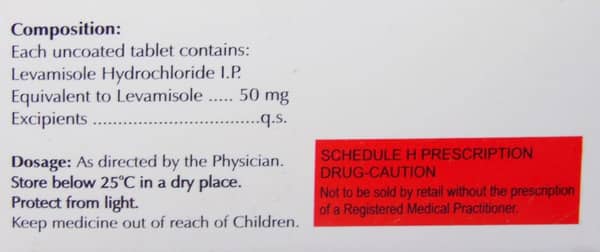 Composition:
Each uncoated tablet contains:
Levamisole Hydrochloride I.P.
Equivalent to Levamisole ..... 50 mg
Excipients .................................q.s.
Dosage: As directed by the Physician.
Store below 25°C in a dry place.
Protect from light.
Keep medicine out of reach of Children.
SCHEDULE H PRESCRIPTION
DRUG-CAUTION
Not to be sold by retail without the prescription
of a Registered Medical Practitioner.